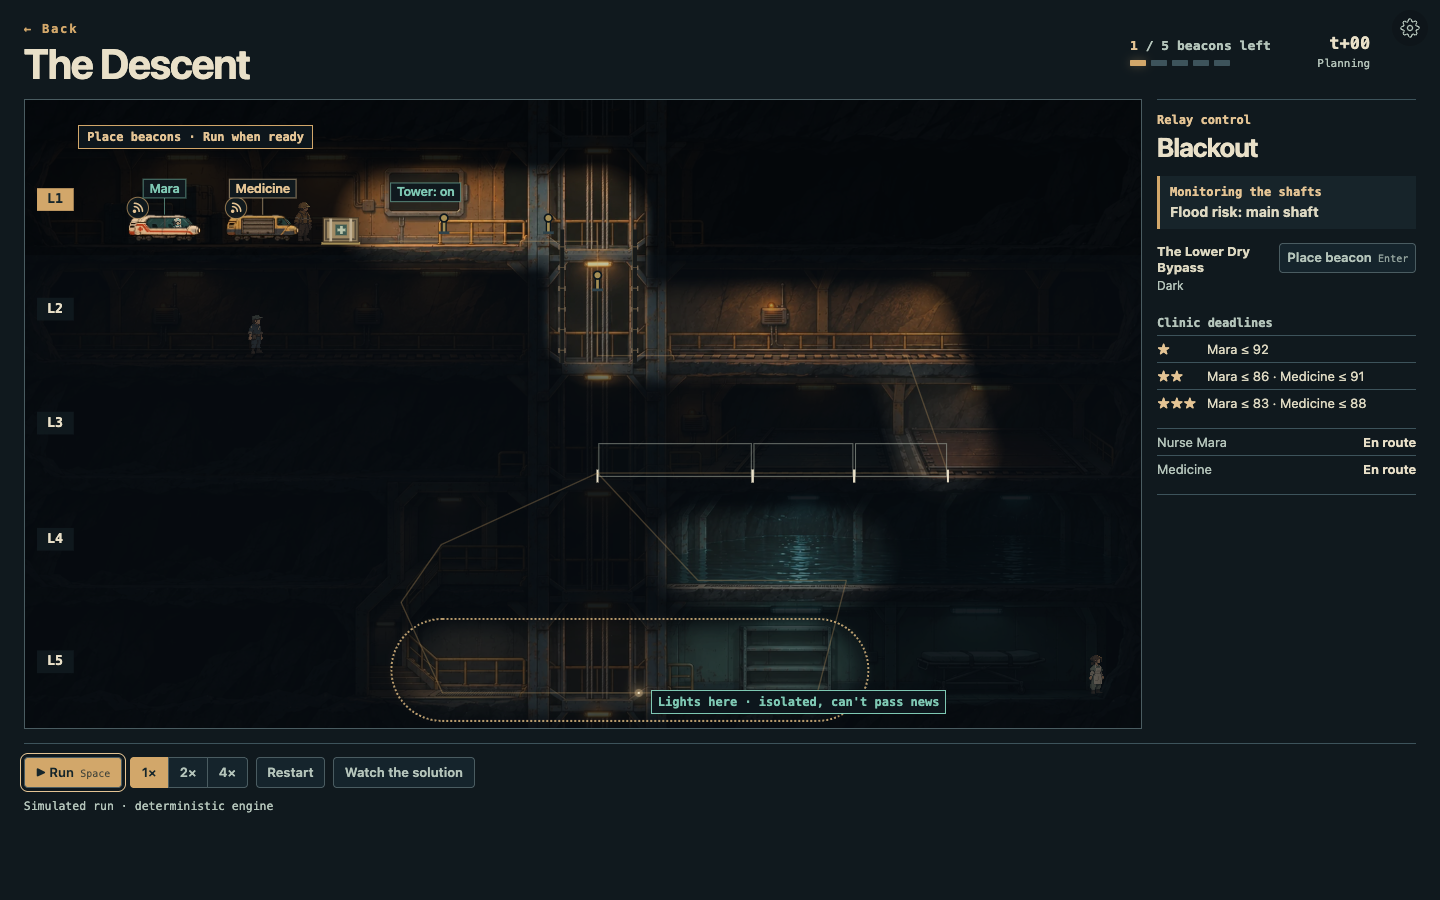 ← Back
The Descent
1 / 5 beacons left
t+00
Planning
Place beacons · Run when ready
L1
Mara
Medicine
Tower: on
L2
L3
L4
L5
Lights here · isolated, can't pass news
Relay control
Blackout
Monitoring the shafts
Flood risk: main shaft
The Lower Dry
Bypass
Dark
Place beacon Enter
Clinic deadlines
★ Mara ≤ 92
★★ Mara ≤ 86 · Medicine ≤ 91
★★★ Mara ≤ 83 · Medicine ≤ 88
Nurse Mara En route
Medicine En route
▶ Run Space
1×
2×
4×
Restart
Watch the solution
Simulated run · deterministic engine